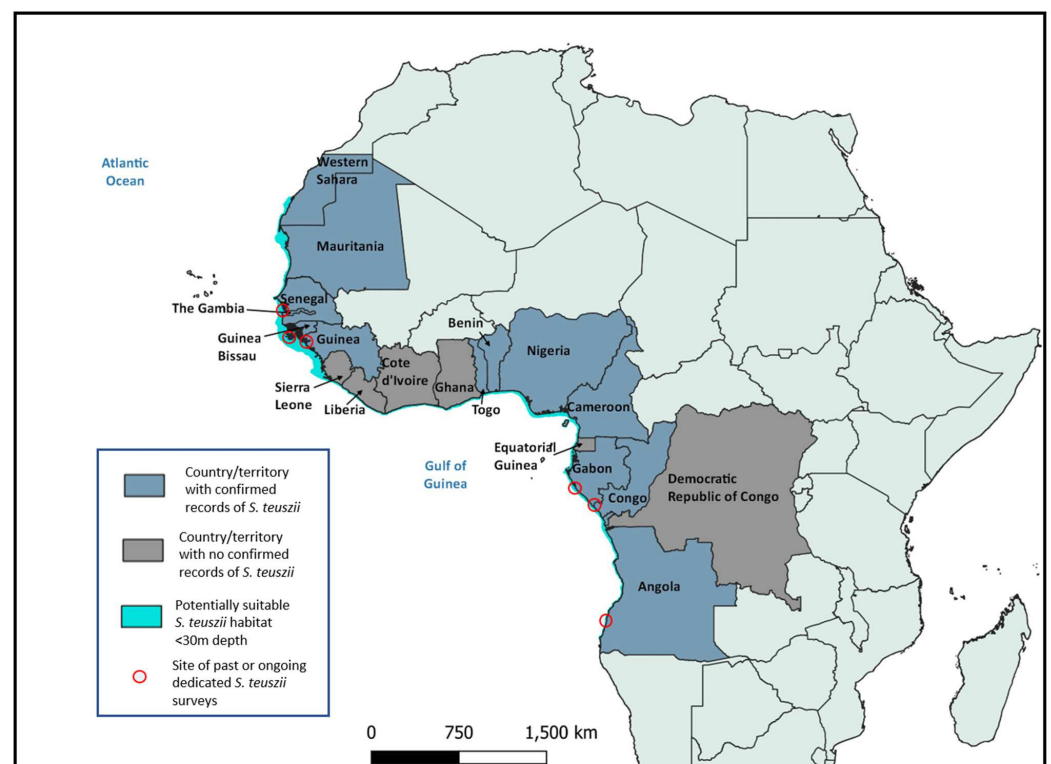 Atlantic
Ocean
Western
Sahara
Mauritania
Senegal
The Gambia
Guinea
Bissau
Guinea
Sierra
Leone
Liberia
Cote
d'Ivoire
Ghana
Togo
Benin
Nigeria
Cameroon
Equatorial
Guinea
Gulf of
Guinea
Gabon
Congo
Democratic
Republic of Congo
Angola
Country/territory
with confirmed
records of S. teuszii
Country/territory
with no confirmed
records of S. teuszii
Potentially suitable
S. teuszii habitat
<30m depth
Site of past or ongoing
dedicated S. teuszii
surveys
0 750 1,500 km